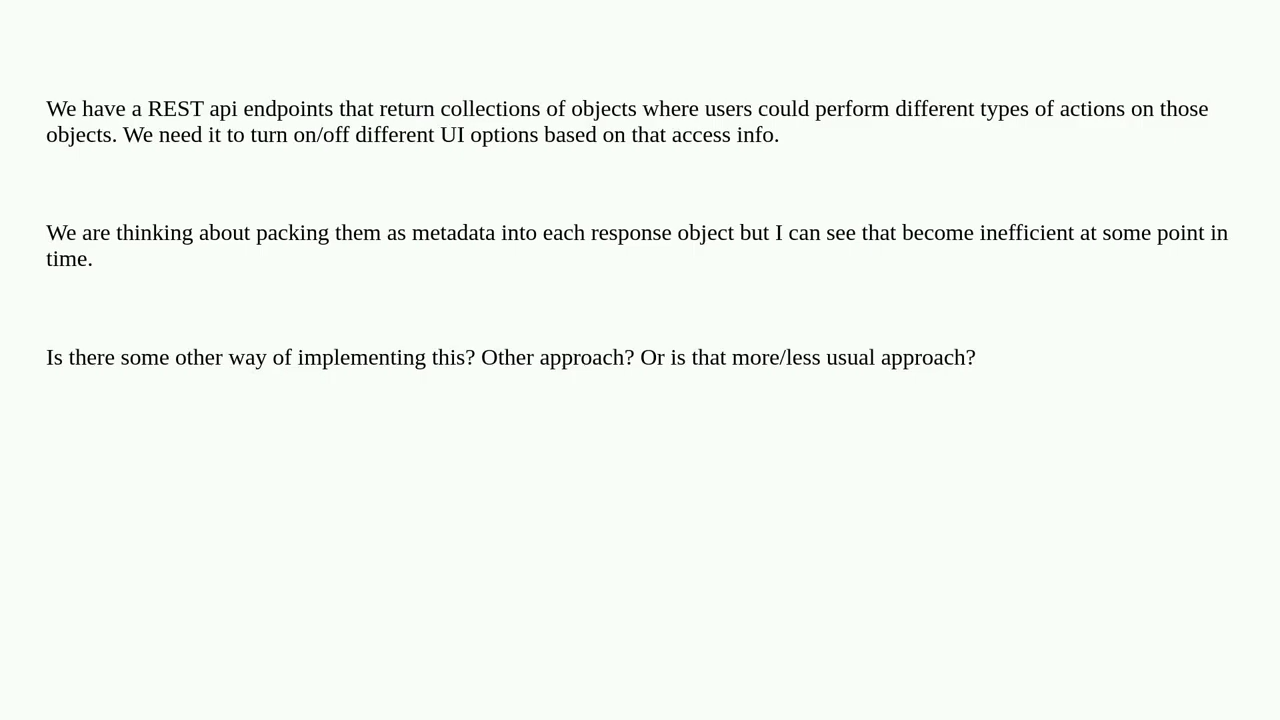 We have a REST api endpoints that return collections of objects where users could perform different types of actions on those
objects. We need it to turn on/off different UI options based on that access info.
We are thinking about packing them as metadata into each response object but I can see that become inefficient at some point in
time.
Is there some other way of implementing this? Other approach? Or is that more/less usual approach?